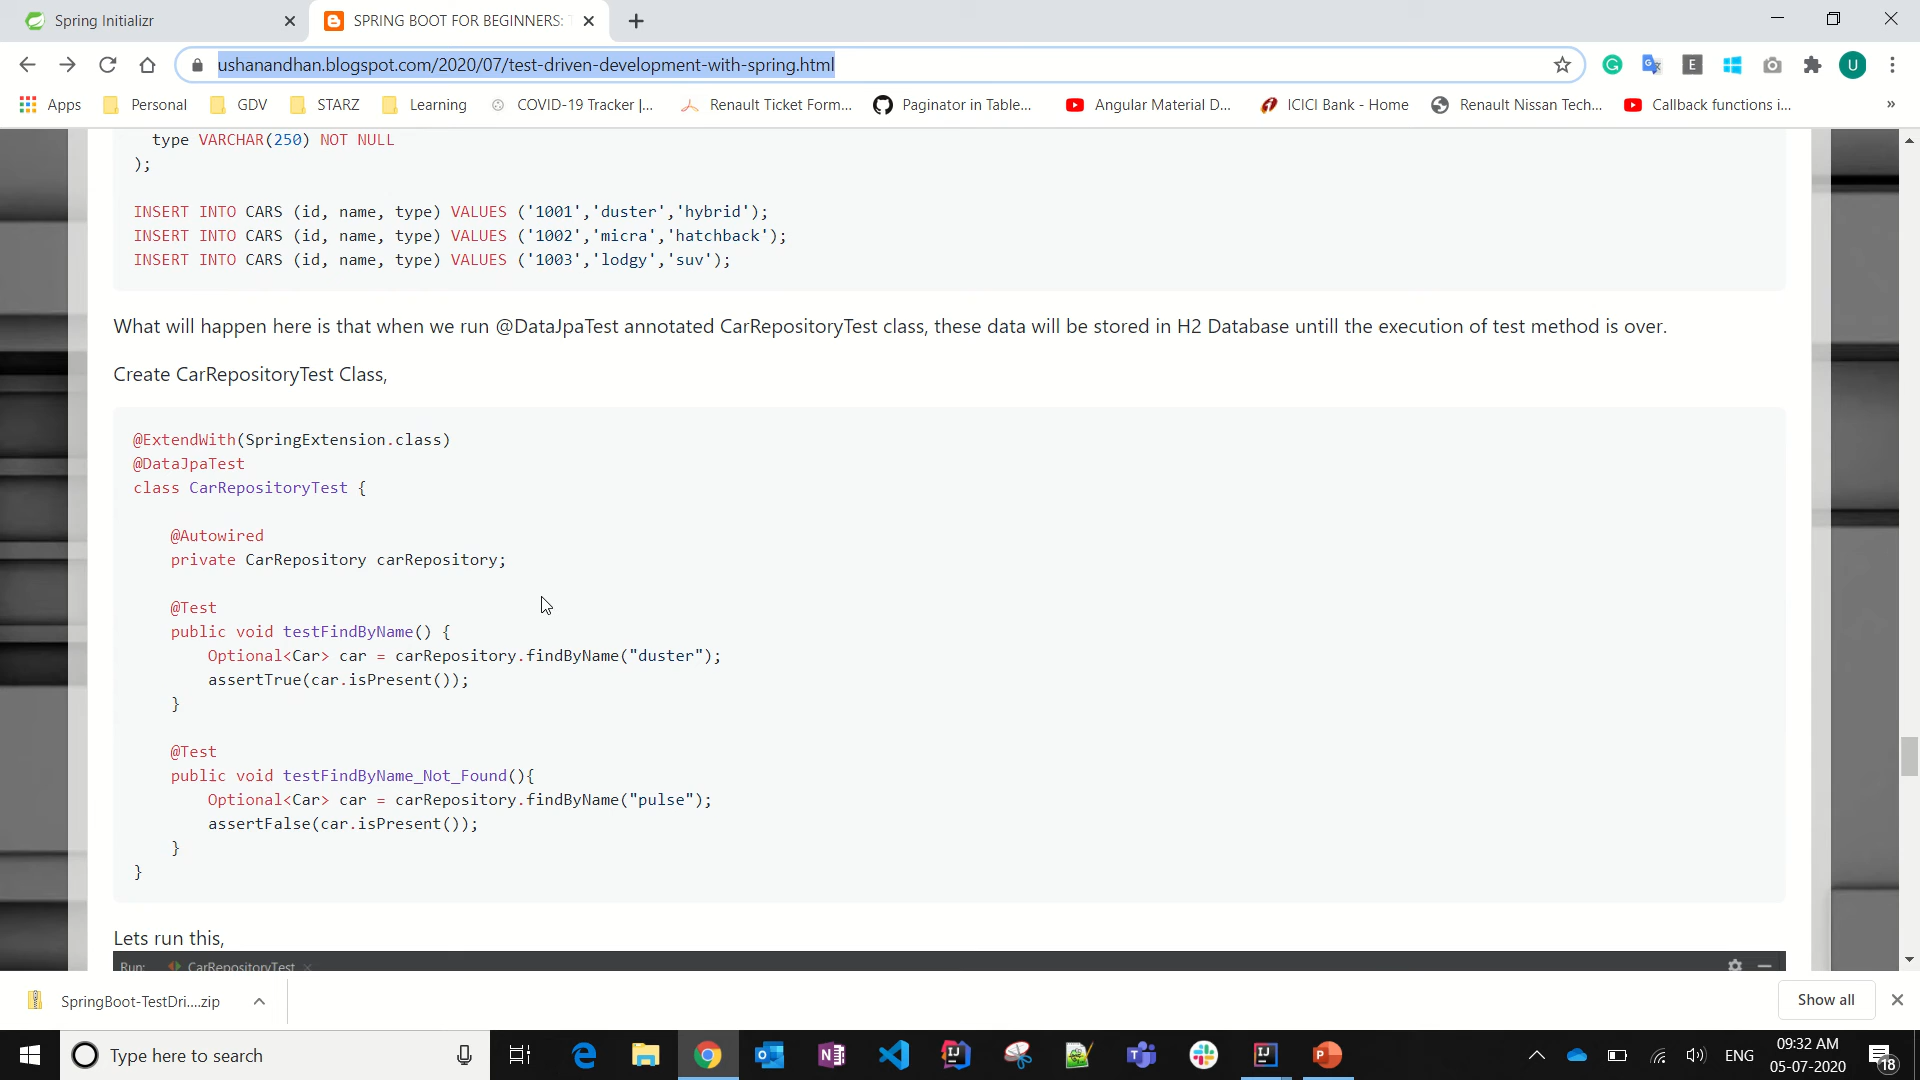 Spring Initializr
SPRING BOOT FOR BEGINNERS: T
ushanandhan.blogspot.com/2020/07/test-driven-development-with-spring.html
Apps Personal GDV STARZ Learning COVID-19 Tracker |... Renault Ticket Form... Paginator in Table... Angular Material D... ICICI Bank - Home Renault Nissan Tech... Callback functions i... »
type VARCHAR(250) NOT NULL
);
INSERT INTO CARS (id, name, type) VALUES ('1001','duster','hybrid');
INSERT INTO CARS (id, name, type) VALUES ('1002','micra','hatchback');
INSERT INTO CARS (id, name, type) VALUES ('1003','lodgy','suv');
What will happen here is that when we run @DataJpaTest annotated CarRepositoryTest class, these data will be stored in H2 Database untill the execution of test method is over.
Create CarRepositoryTest Class,
@ExtendWith(SpringExtension.class)
@DataJpaTest
class CarRepositoryTest {
@Autowired
private CarRepository carRepository;
@Test
public void testFindByName() {
Optional<Car> car = carRepository.findByName("duster");
assertTrue(car.isPresent());
}
@Test
public void testFindByName_Not_Found(){
Optional<Car> car = carRepository.findByName("pulse");
assertFalse(car.isPresent());
}
}
Lets run this,
Run: CarRepositoryTest
SpringBoot-TestDri....zip
Show all
Type here to search
ENG
09:32 AM
05-07-2020
18